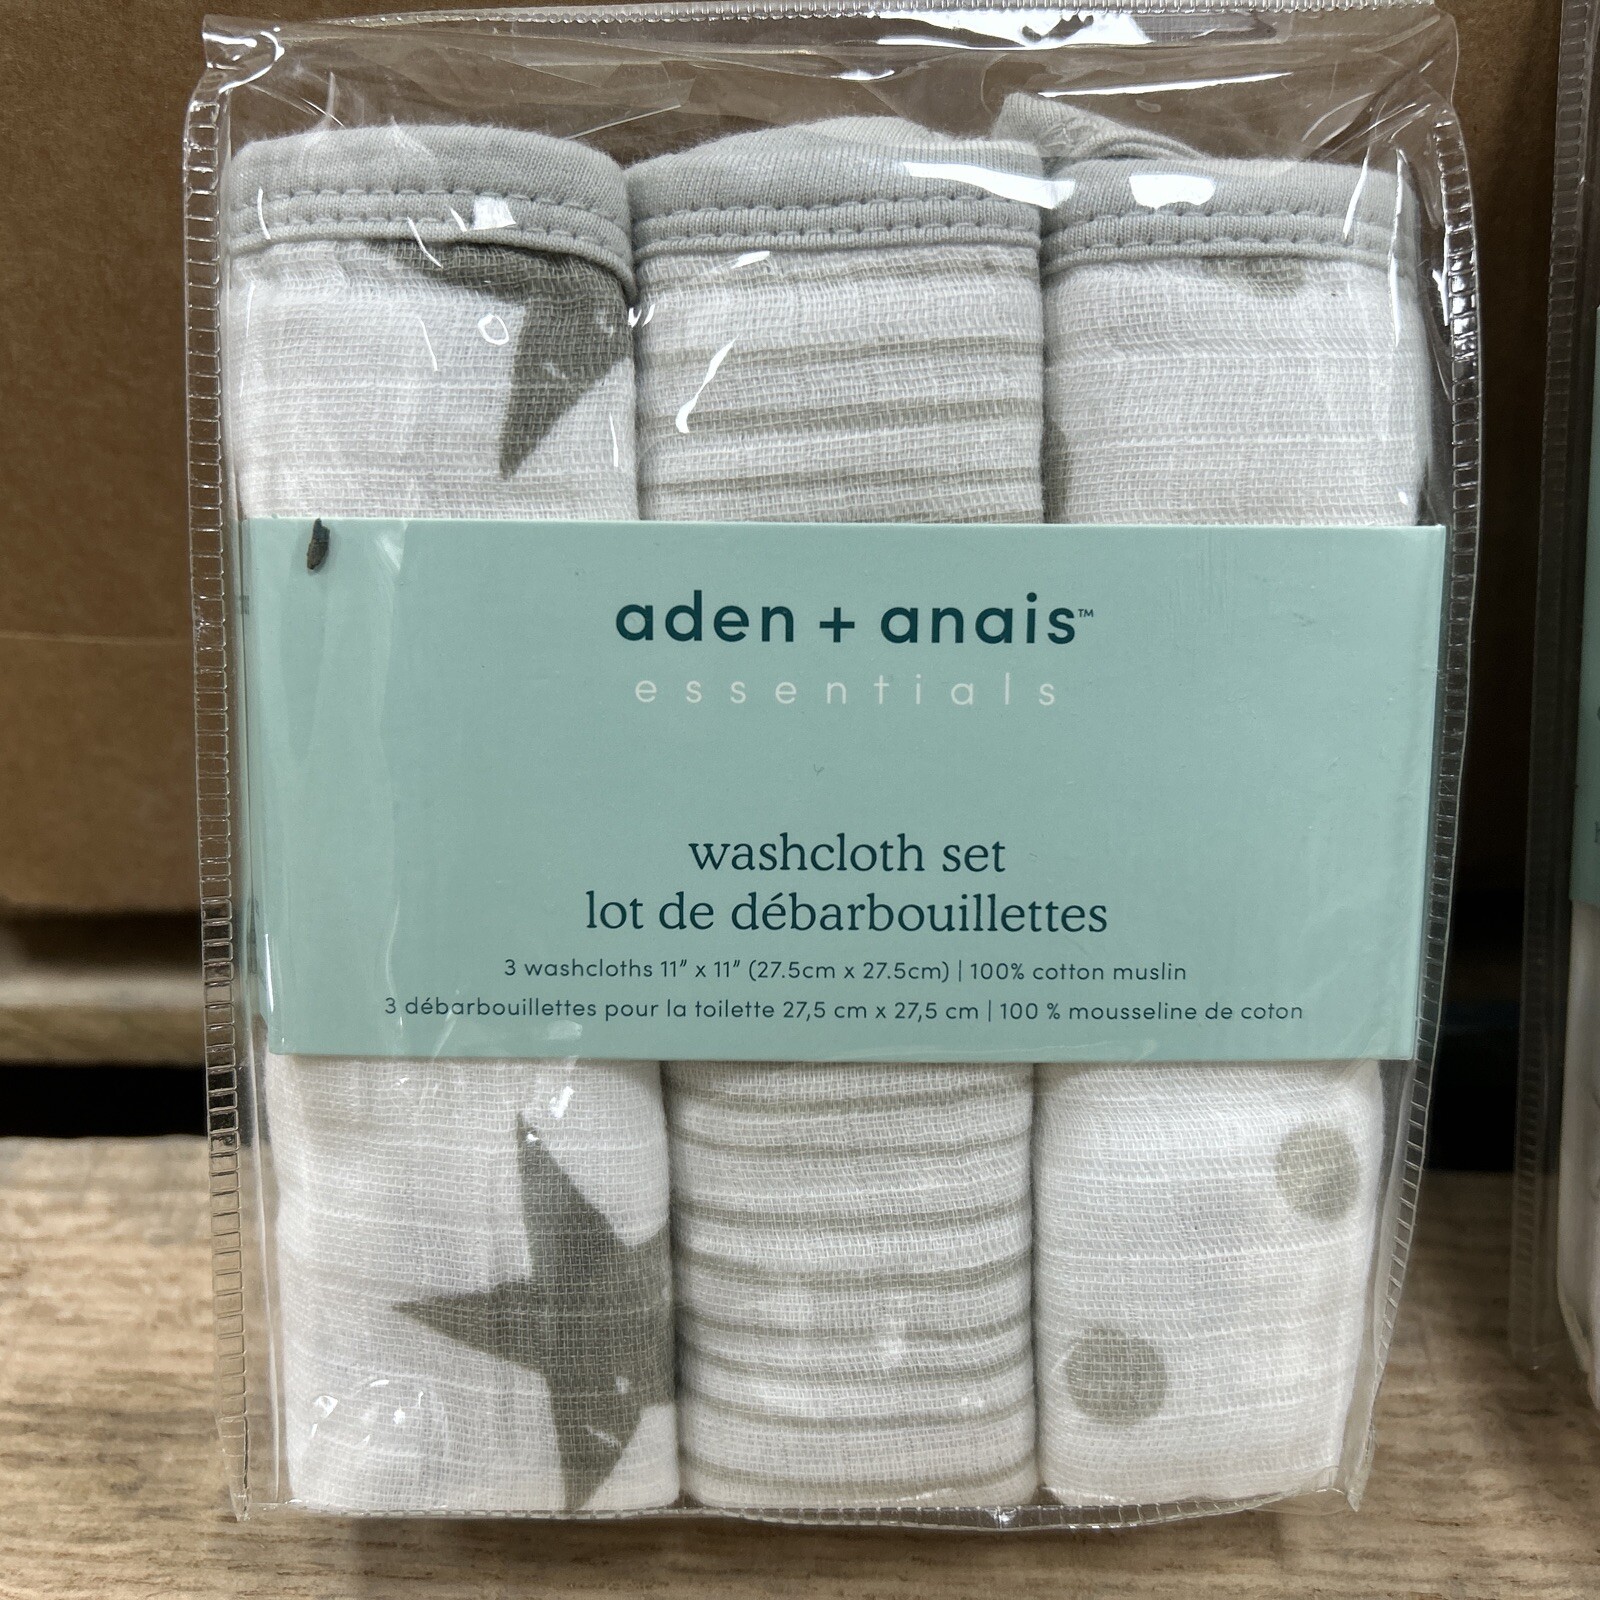 aden + anais™
essentials
washcloth set
lot de débarbouillettes
3 washcloths 11” x 11” (27.5cm x 27.5cm) | 100% cotton muslin
3 débarbouillettes pour la toilette 27,5 cm x 27,5 cm | 100 % mousseline de coton